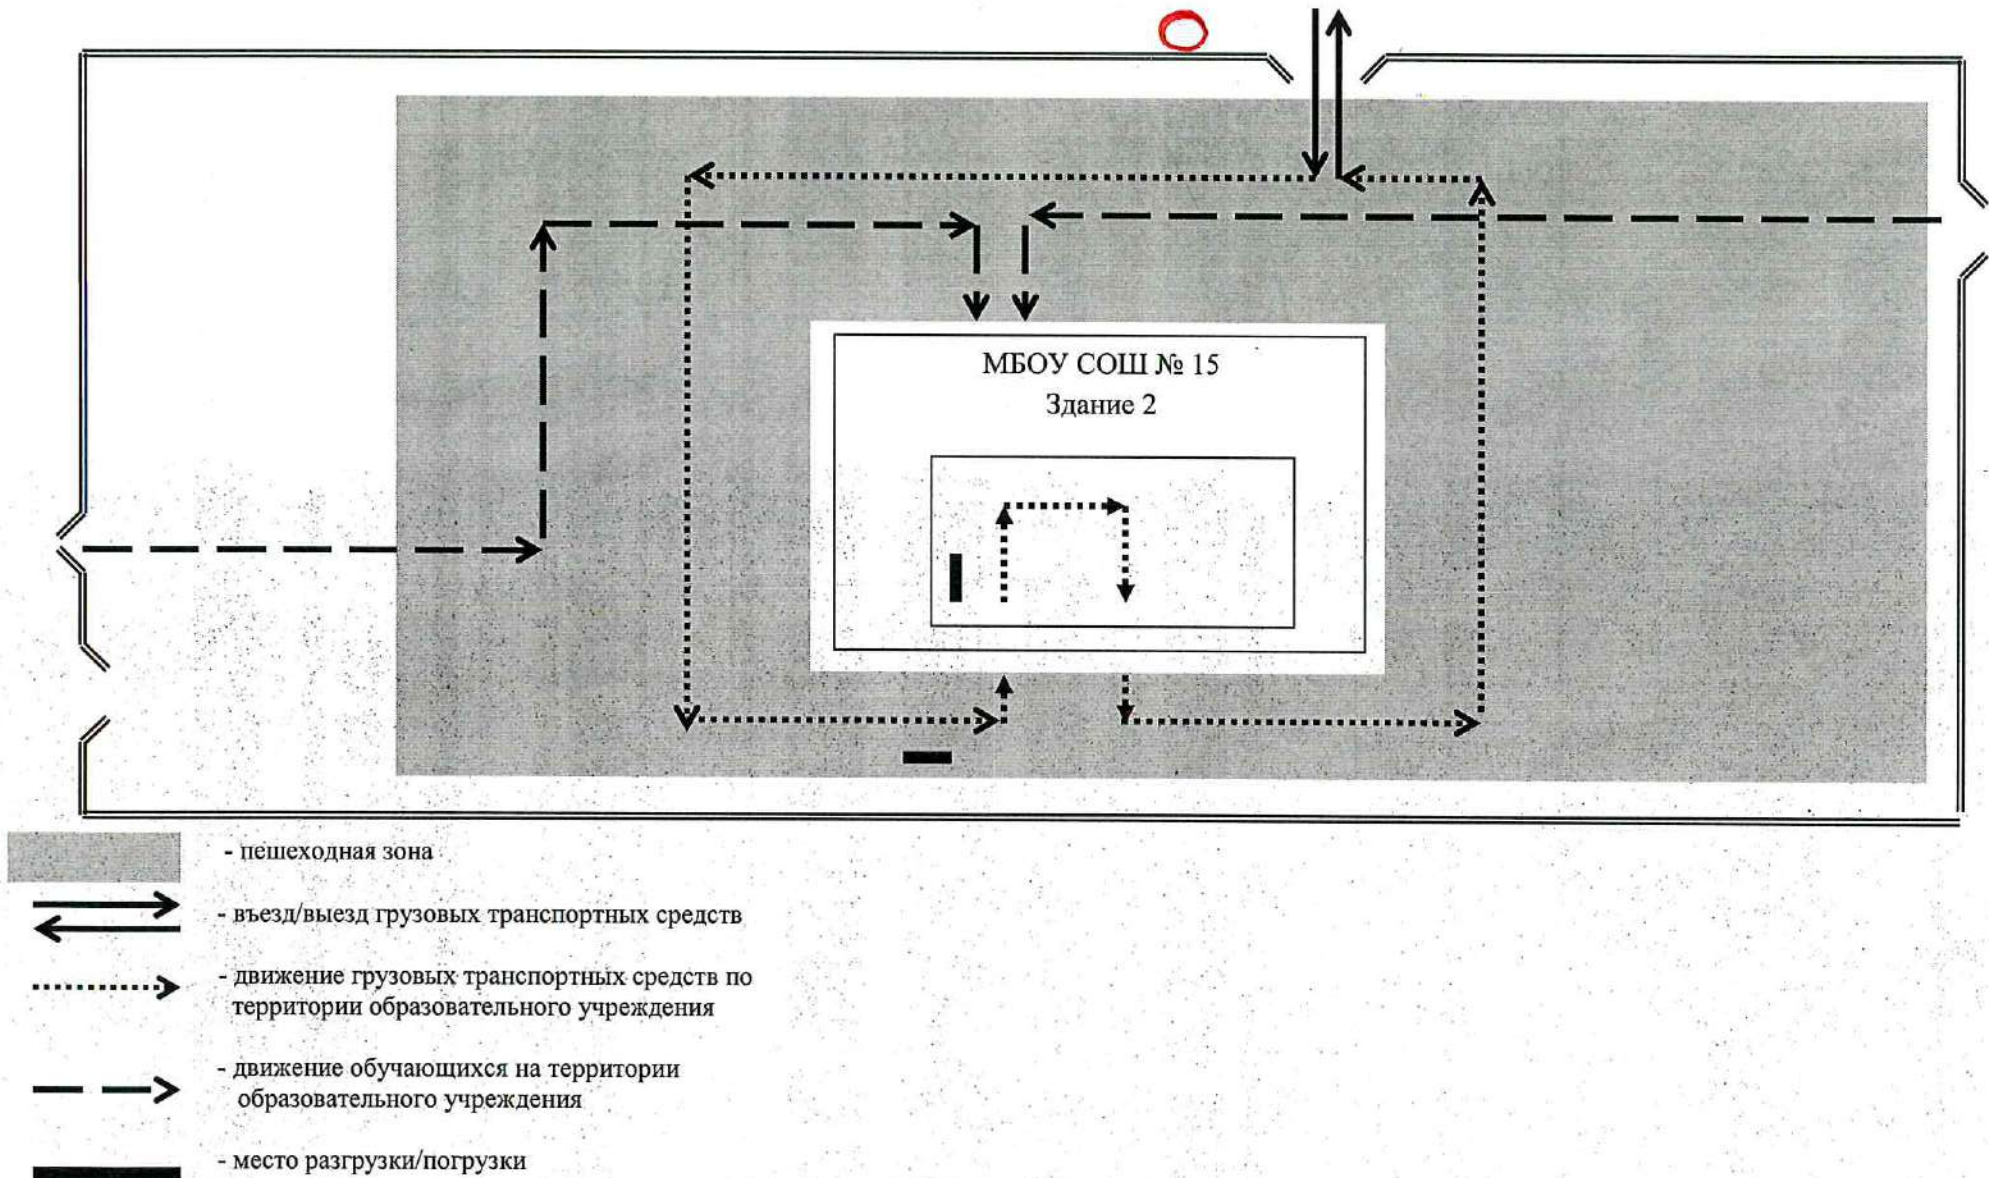 МБОУ СОШ № 15
Здание 2
- пешеходная зона
- въезд/выезд грузовых транспортных средств
- движение грузовых транспортных средств по
территории образовательного учреждения
- движение обучающихся на территории
образовательного учреждения
- место разгрузки/погрузки